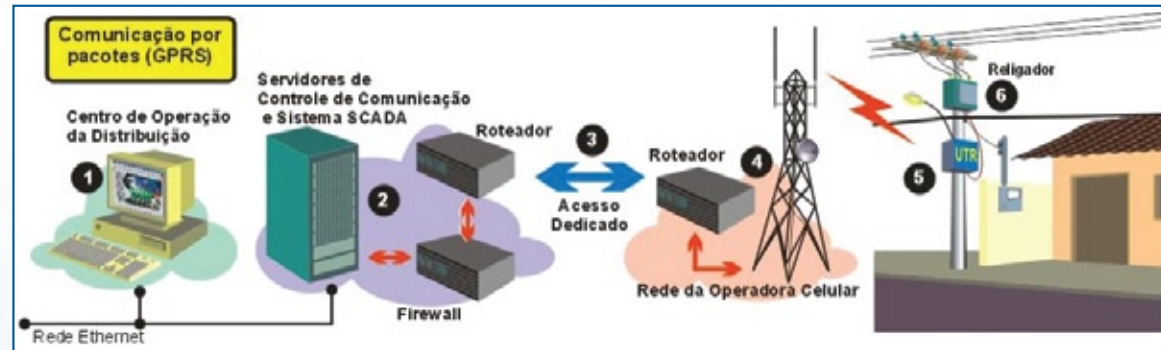 Comunicação por
pacotes (GPRS)
Centro de Operação
da Distribuição
1
Servidores de
Controle de Comunicação
e Sistema SCADA
2
Roteador
Firewall
3
Acesso
Dedicado
Roteador
4
Rede da Operadora Celular
Religador
6
UTR
5
Rede Ethernet